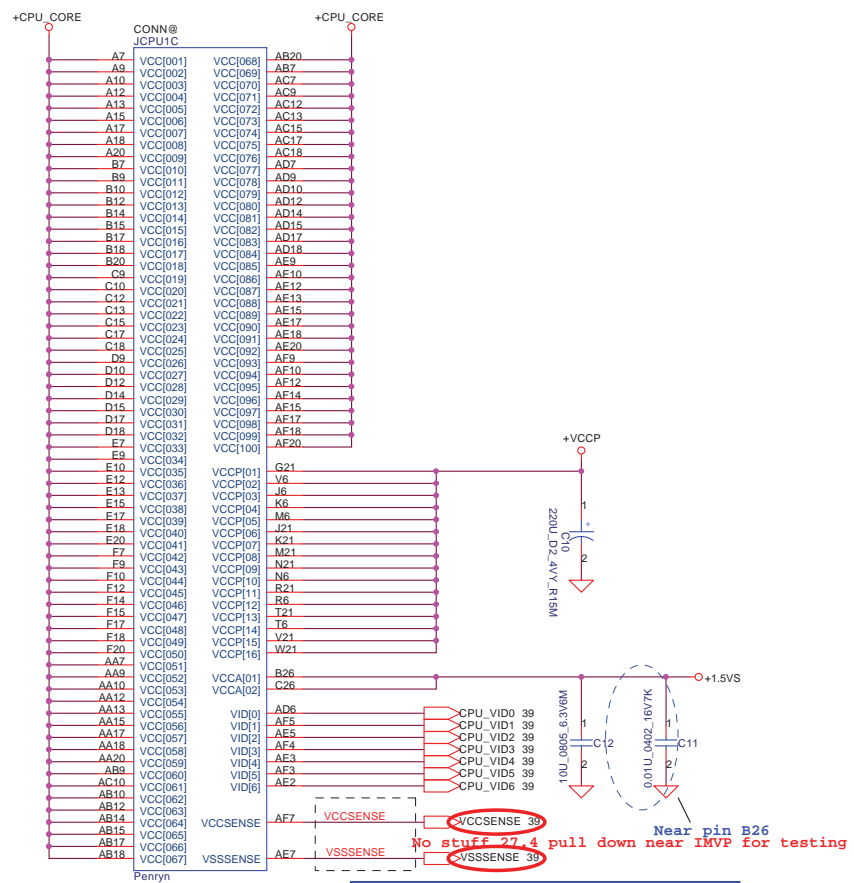 +CPU_CORE
+CPU_CORE
CONN@
JCPU1C
A7 VCC[001] VCC[068] AB20
A9 VCC[002] VCC[069] AB7
A10 VCC[003] VCC[070] AC7
A12 VCC[004] VCC[071] AC9
A13 VCC[005] VCC[072] AC12
A15 VCC[006] VCC[073] AC13
A17 VCC[007] VCC[074] AC15
A18 VCC[008] VCC[075] AC17
A20 VCC[009] VCC[076] AC18
B7 VCC[010] VCC[077] AD7
B9 VCC[011] VCC[078] AD9
B10 VCC[012] VCC[079] AD10
B12 VCC[013] VCC[080] AD12
B14 VCC[014] VCC[081] AD14
B15 VCC[015] VCC[082] AD15
B17 VCC[016] VCC[083] AD17
B18 VCC[017] VCC[084] AD18
B20 VCC[018] VCC[085] AE9
C9 VCC[019] VCC[086] AE10
C10 VCC[020] VCC[087] AE12
C12 VCC[021] VCC[088] AE13
C13 VCC[022] VCC[089] AE15
C15 VCC[023] VCC[090] AE17
C17 VCC[024] VCC[091] AE18
C18 VCC[025] VCC[092] AE20
D9 VCC[026] VCC[093] AF9
D10 VCC[027] VCC[094] AF10
D12 VCC[028] VCC[095] AF12
D14 VCC[029] VCC[096] AF14
D15 VCC[030] VCC[097] AF15
D17 VCC[031] VCC[098] AF17
D18 VCC[032] VCC[099] AF18
E7 VCC[033] VCC[100] AF20
E9 VCC[034]
+VCCP
E10 VCC[035] VCCP[01] G21
E12 VCC[036] VCCP[02] V6
E13 VCC[037] VCCP[03] J6
E15 VCC[038] VCCP[04] K6
E17 VCC[039] VCCP[05] M6
E18 VCC[040] VCCP[06] J21
E20 VCC[041] VCCP[07] K21
F7 VCC[042] VCCP[08] M21
F9 VCC[043] VCCP[09] N21
F10 VCC[044] VCCP[10] N6
F12 VCC[045] VCCP[11] R21
F14 VCC[046] VCCP[12] R6
F15 VCC[047] VCCP[13] T21
F17 VCC[048] VCCP[14] T6
F18 VCC[049] VCCP[15] V21
F20 VCC[050] VCCP[16] W21
1
+
C10
220U_D2_4VY_R15M
2
AA7 VCC[051]
AA9 VCC[052] VCCA[01] B26
AA10 VCC[053] VCCA[02] C26
+1.5VS
AA12 VCC[054]
AA13 VCC[055] VID[0] AD6 CPU_VID0 39
AA15 VCC[056] VID[1] AF5 CPU_VID1 39
AA17 VCC[057] VID[2] AE5 CPU_VID2 39
AA18 VCC[058] VID[3] AF4 CPU_VID3 39
AA20 VCC[059] VID[4] AE3 CPU_VID4 39
AB9 VCC[060] VID[5] AF3 CPU_VID5 39
AC10 VCC[061] VID[6] AE2 CPU_VID6 39
1
C12
10U_0805_6.3V6M
2
1
C11
0.01U_0402_16V7K
2
AB10 VCC[062]
AB12 VCC[063]
AB14 VCC[064] VCCSENSE AF7 VCCSENSE VCCSENSE 39
AB15 VCC[065]
Near pin B26
AB17 VCC[066]
No stuff 27.4 pull down near IMVP for testing
AB18 VCC[067] VSSSENSE AE7 VSSSENSE VSSSENSE 39
Penryn